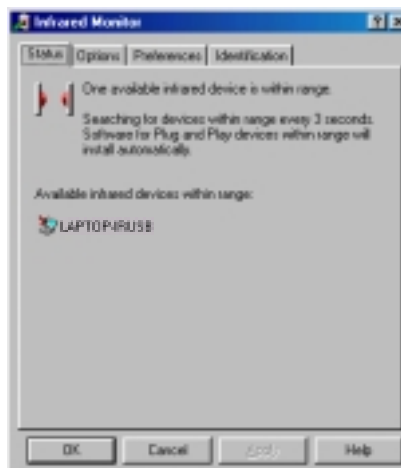 Infrared Monitor
Status Options Preferences Identification
One available infrared device is within range.
Searching for devices within range every 3 seconds.
Software for Plug and Play devices within range will
install automatically.
Available infrared devices within range:
LAPTOP-IRUSB
OK Cancel Apply Help